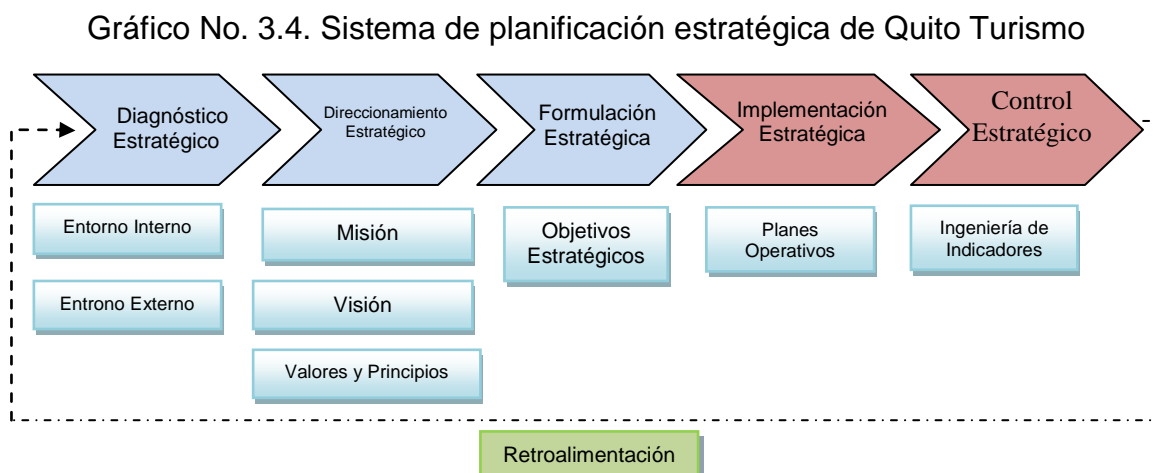 Gráfico No. 3.4. Sistema de planificación estratégica de Quito Turismo
Diagnóstico
Estratégico
Direccionamiento
Estratégico
Formulación
Estratégica
Implementación
Estratégica
Control
Estratégico
Entorno Interno
Entrono Externo
Misión
Visión
Valores y Principios
Objetivos
Estratégicos
Planes
Operativos
Ingeniería de
Indicadores
Retroalimentación